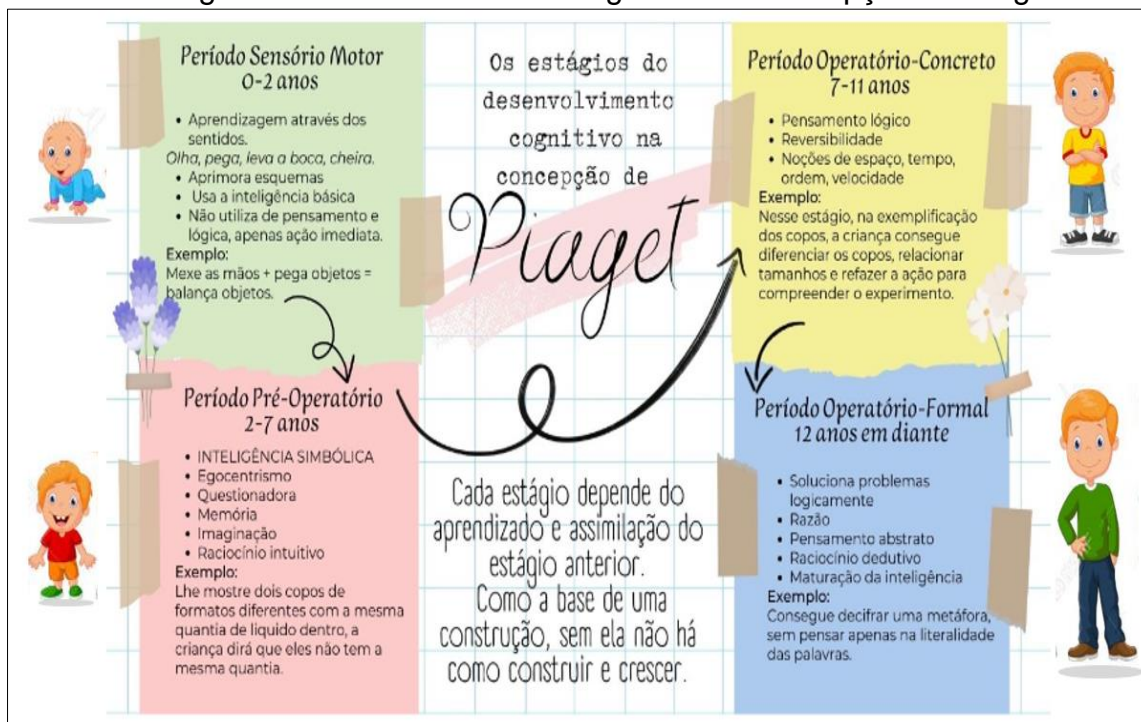 Período Sensório Motor
0-2 anos
• Aprendizagem através dos
sentidos.
Olha, pega, leva a boca, cheira.
• Aprimora esquemas
• Usa a inteligência básica
• Não utiliza de pensamento e
lógica, apenas ação imediata.
Exemplo:
Mexe as mãos + pega objetos =
balança objetos.
Os estágios do
desenvolvimento
cognitivo na
concepção de
Piaget
Período Pré-Operatório
2-7 anos
• INTELIGÊNCIA SIMBÓLICA
• Egocentrismo
• Questionadora
• Memória
• Imaginação
• Raciocínio intuitivo
Exemplo:
Lhe mostre dois copos de
formatos diferentes com a mesma
quantia de liquido dentro, a
criança dirá que eles não tem a
mesma quantia.
Cada estágio depende do
aprendizado e assimilação do
estágio anterior.
Como a base de uma
construção, sem ela não há
como construir e crescer.
Período Operatório-Concreto
7-11 anos
• Pensamento lógico
• Reversibilidade
• Noções de espaço, tempo,
ordem, velocidade
Exemplo:
Nesse estágio, na exemplificação
dos copos, a criança consegue
diferenciar os copos, relacionar
tamanhos e refazer a ação para
compreender o experimento.
Período Operatório-Formal
12 anos em diante
• Soluciona problemas
logicamente
• Razão
• Pensamento abstrato
• Raciocínio dedutivo
• Maturação da inteligência
Exemplo:
Consegue decifrar uma metáfora,
sem pensar apenas na literalidade
das palavras.